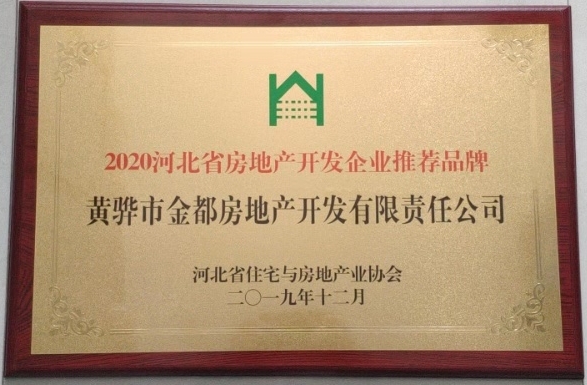 2020河北省房地产开发企业推荐品牌
黄骅市金都房地产开发有限责任公司
河北省住宅与房地产业协会
二〇一九年十二月